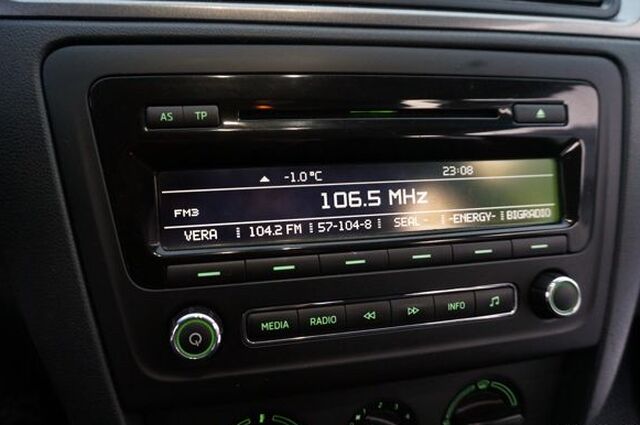 AS TP
-1.0°C 23:08
106.5 MHz
FM3
VERA 104.2 FM 57-104-8 SEAL - -ENERGY- BIGRADIO
MEDIA RADIO INFO